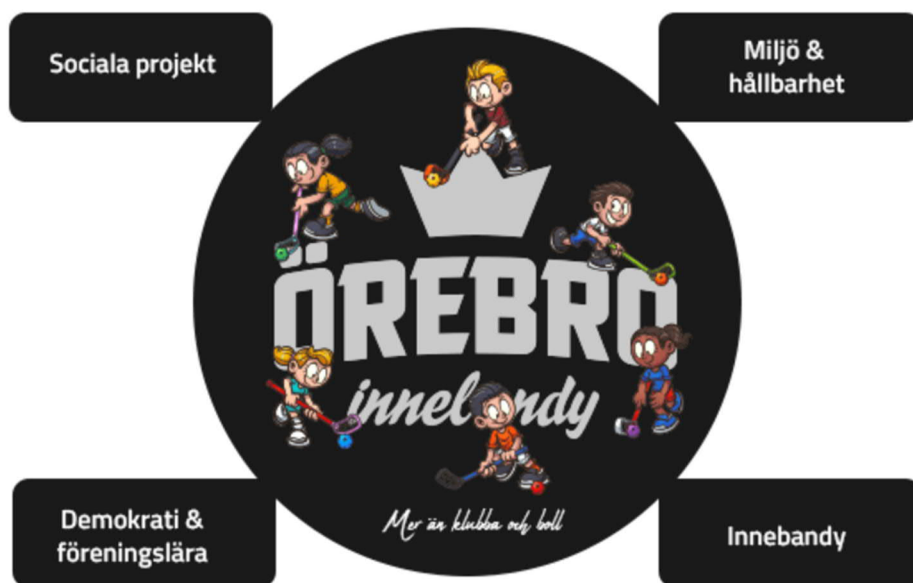 Sociala projekt
Miljö &
hållbarhet
ÖREBRO
innebandy
Mer än klubba och boll
Demokrati &
föreningslära
Innebandy